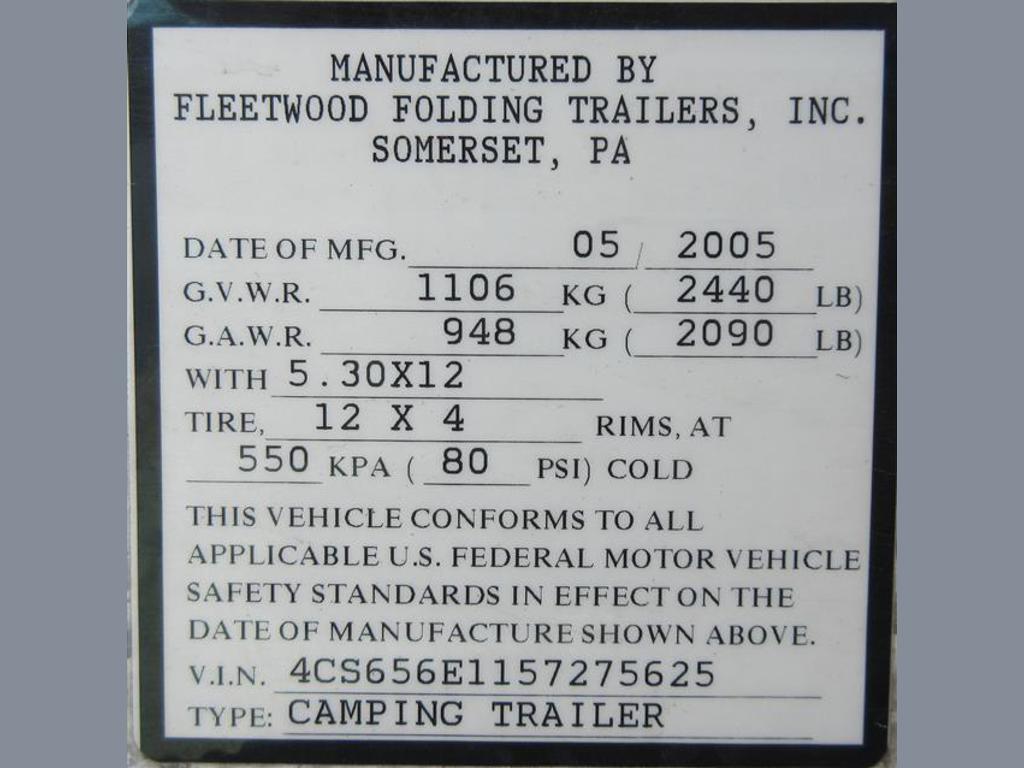 MANUFACTURED BY
FLEETWOOD FOLDING TRAILERS, INC.
SOMERSET, PA
DATE OF MFG. 05 / 2005
G.V.W.R. 1106 KG ( 2440 LB)
G.A.W.R. 948 KG ( 2090 LB)
WITH 5.30X12
TIRE, 12 X 4 RIMS, AT
550 KPA ( 80 PSI) COLD
THIS VEHICLE CONFORMS TO ALL
APPLICABLE U.S. FEDERAL MOTOR VEHICLE
SAFETY STANDARDS IN EFFECT ON THE
DATE OF MANUFACTURE SHOWN ABOVE.
V.I.N. 4CS656E1157275625
TYPE: CAMPING TRAILER